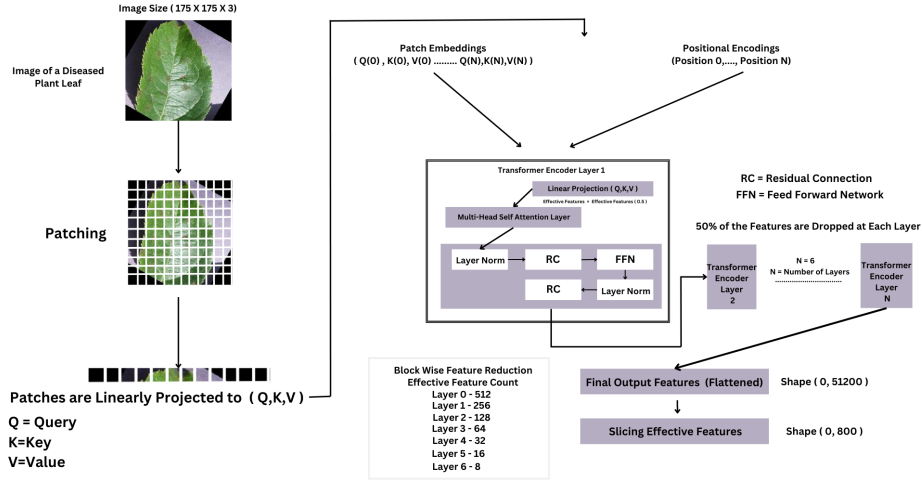 Image Size ( 175 X 175 X 3)
Image of a Diseased
Plant Leaf
Patching
Patches are Linearly Projected to ( Q,K,V )
Q = Query
K=Key
V=Value
Patch Embeddings
( Q(0) , K(0), V(0) ......... Q(N),K(N),V(N) )
Positional Encodings
(Position 0,...., Position N)
Transformer Encoder Layer 1
Linear Projection ( Q,K,V )
Effective Features = Effective Features ( 0.5 )
Multi-Head Self Attention Layer
Layer Norm
RC
FFN
RC
Layer Norm
RC = Residual Connection
FFN = Feed Forward Network
50% of the Features are Dropped at Each Layer
Transformer
Encoder
Layer
2
N = 6
N = Number of Layers
Transformer
Encoder
Layer
N
Block Wise Feature Reduction
Effective Feature Count
Layer 0 - 512
Layer 1 - 256
Layer 2 - 128
Layer 3 - 64
Layer 4 - 32
Layer 5 - 16
Layer 6 - 8
Final Output Features (Flattened)
Shape ( 0, 51200 )
Slicing Effective Features
Shape ( 0, 800 )